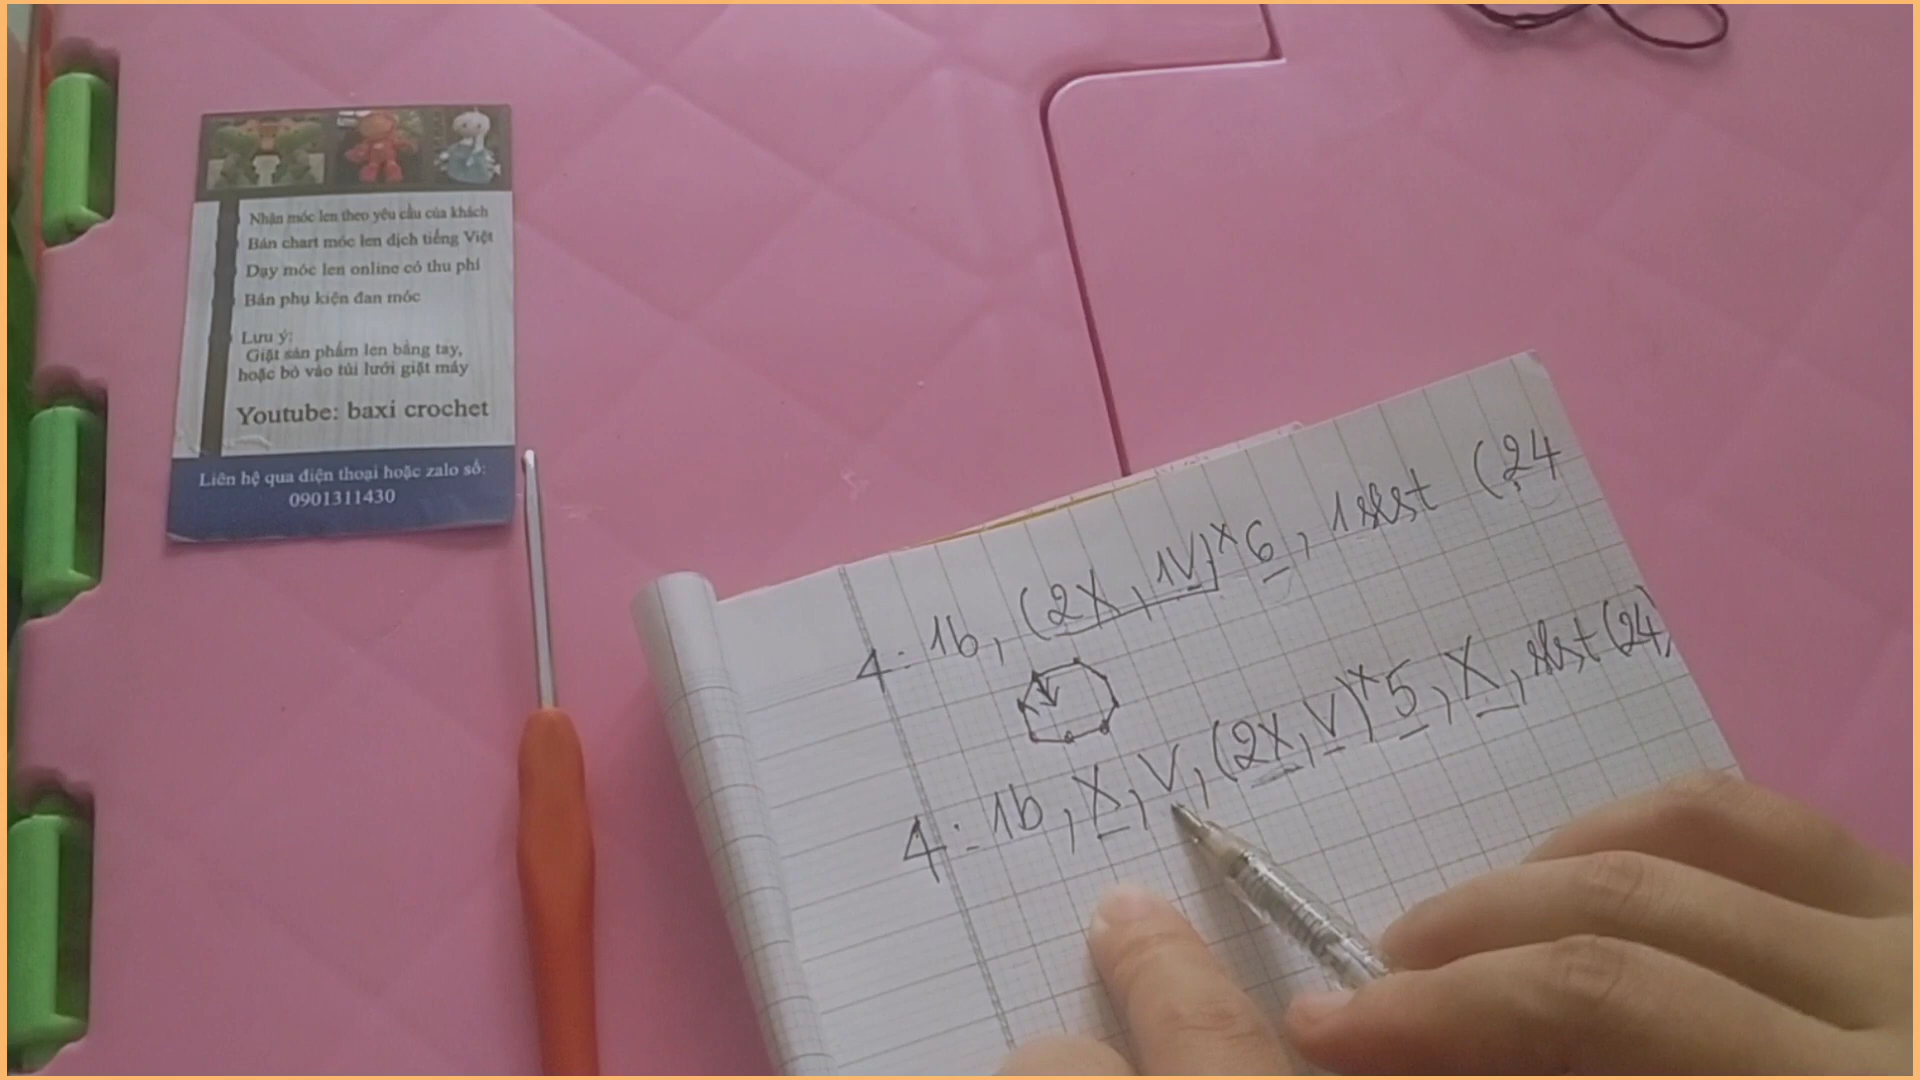 Nhận móc len theo yêu cầu của khách
Bán chart móc len dịch tiếng Việt
Dạy móc len online có thu phí
Bán phụ kiện đan móc
Lưu ý:
Giặt sản phẩm len bằng tay,
hoặc bỏ vào túi lưới giặt máy
Youtube: baxi crochet
Liên hệ qua điện thoại hoặc zalo số:
0901311430
4: 1b, (2X, 1V)x6, 1 slst (24
4: 1b, X, V, (2X, V)x5, X, slst (24)